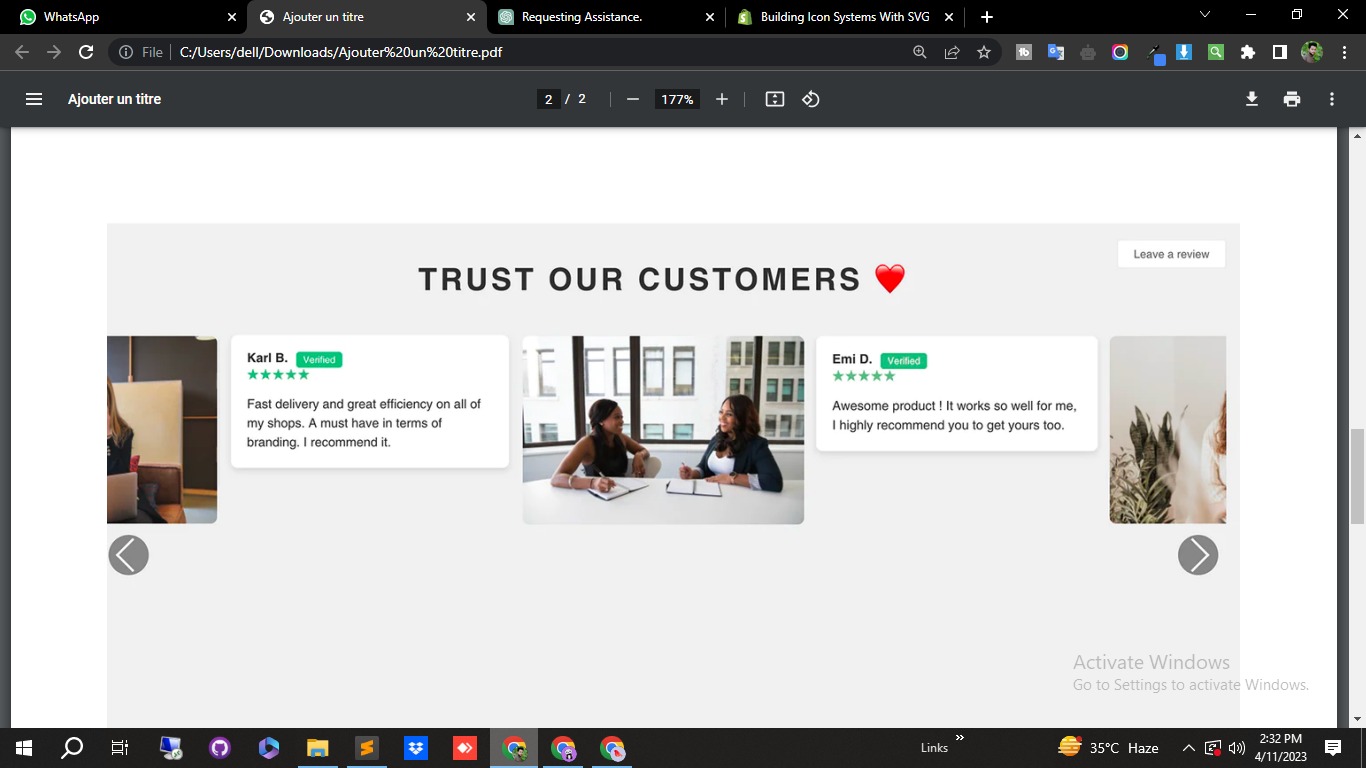 WhatsApp
Ajouter un titre
Requesting Assistance.
Building Icon Systems With SVG
File
C:/Users/dell/Downloads/Ajouter%20un%20titre.pdf
Ajouter un titre
2 / 2
177%
Leave a review
TRUST OUR CUSTOMERS ❤️
Karl B. Verified
★★★★★
Fast delivery and great efficiency on all of
my shops. A must have in terms of
branding. I recommend it.
Emi D. Verified
★★★★★
Awesome product ! It works so well for me,
I highly recommend you to get yours too.
Activate Windows
Go to Settings to activate Windows.
Links
35°C Haze
2:32 PM
4/11/2023